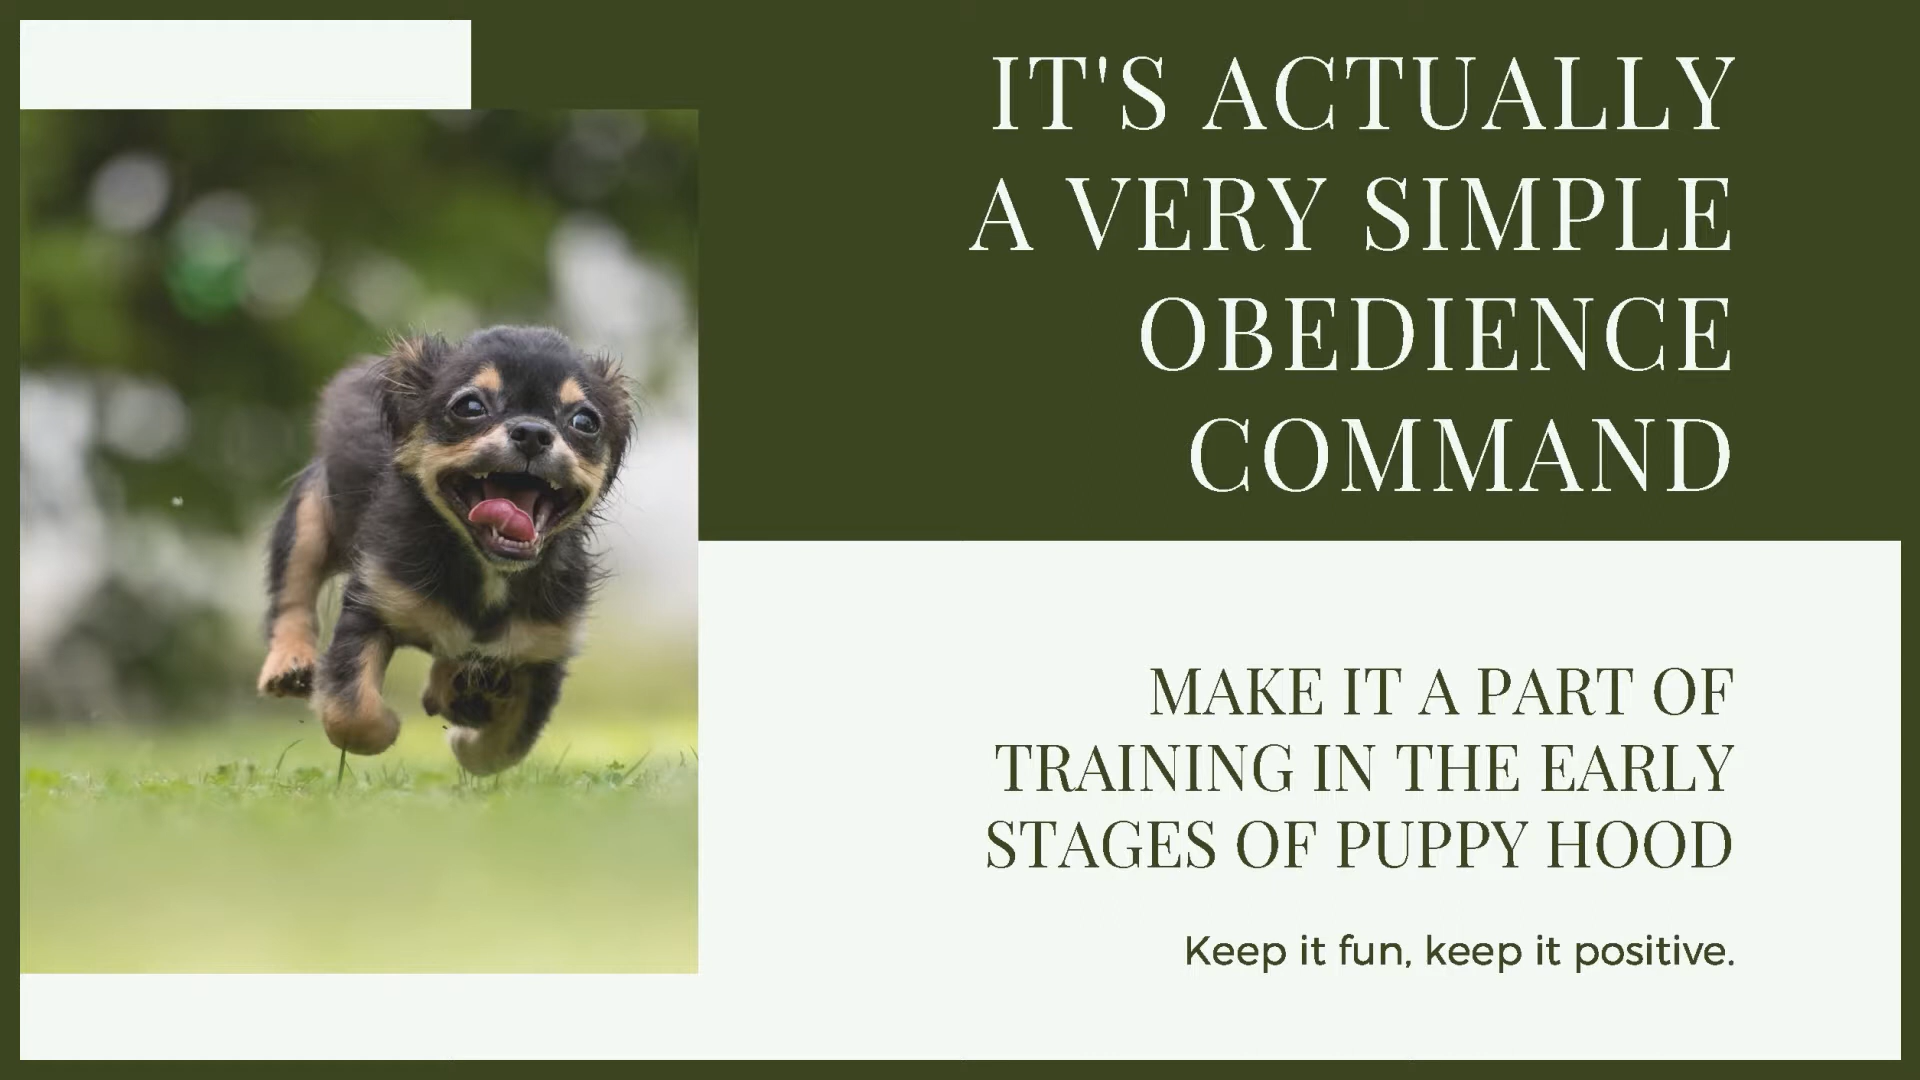 IT'S ACTUALLY
A VERY SIMPLE
OBEDIENCE
COMMAND
MAKE IT A PART OF
TRAINING IN THE EARLY
STAGES OF PUPPY HOOD
Keep it fun, keep it positive.